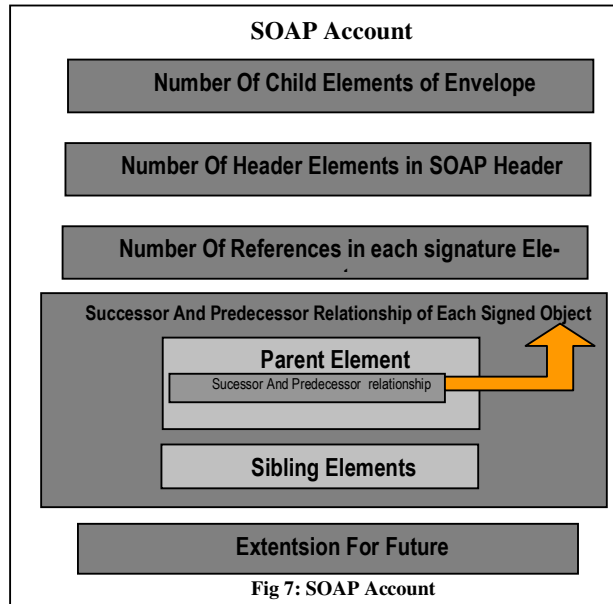 SOAP Account
Number Of Child Elements of Envelope
Number Of Header Elements in SOAP Header
Number Of References in each signature Ele-
Successor And Predecessor Relationship of Each Signed Object
Parent Element
Sucessor And Predecessor relationship
Sibling Elements
Extentsion For Future
Fig 7: SOAP Account